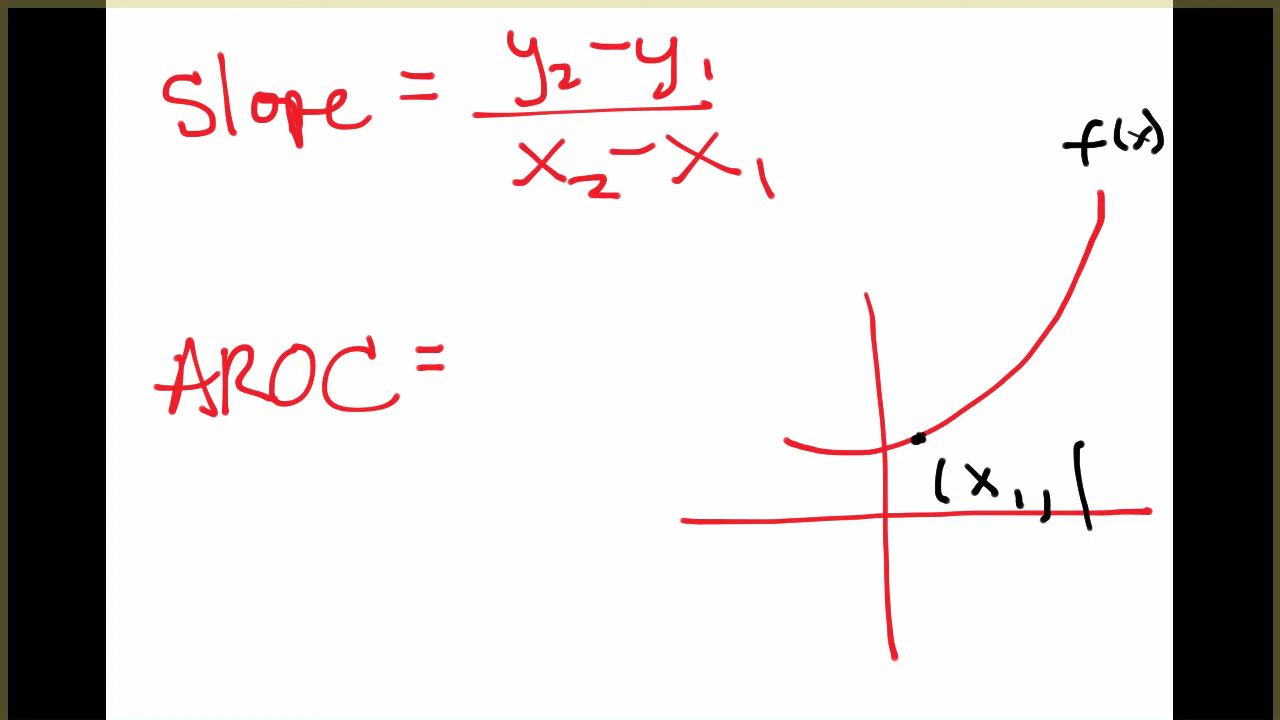 Slope = y₂ - y₁ / x₂ - x₁
f(x)
AROC =
(x₁,